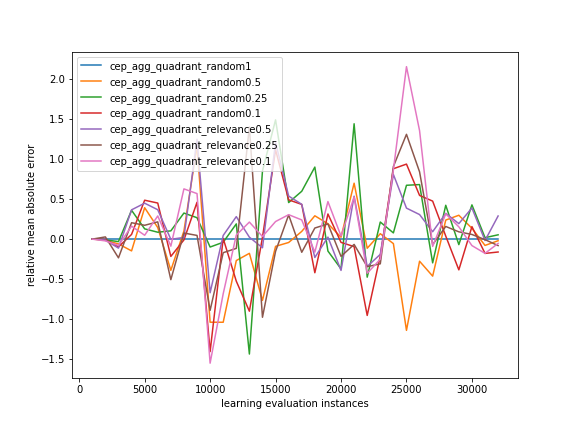 cep_agg_quadrant_random1
cep_agg_quadrant_random0.5
cep_agg_quadrant_random0.25
cep_agg_quadrant_random0.1
cep_agg_quadrant_relevance0.5
cep_agg_quadrant_relevance0.25
cep_agg_quadrant_relevance0.1
relative mean absolute error
2.0
1.5
1.0
0.5
0.0
−0.5
−1.0
−1.5
0 5000 10000 15000 20000 25000 30000
learning evaluation instances